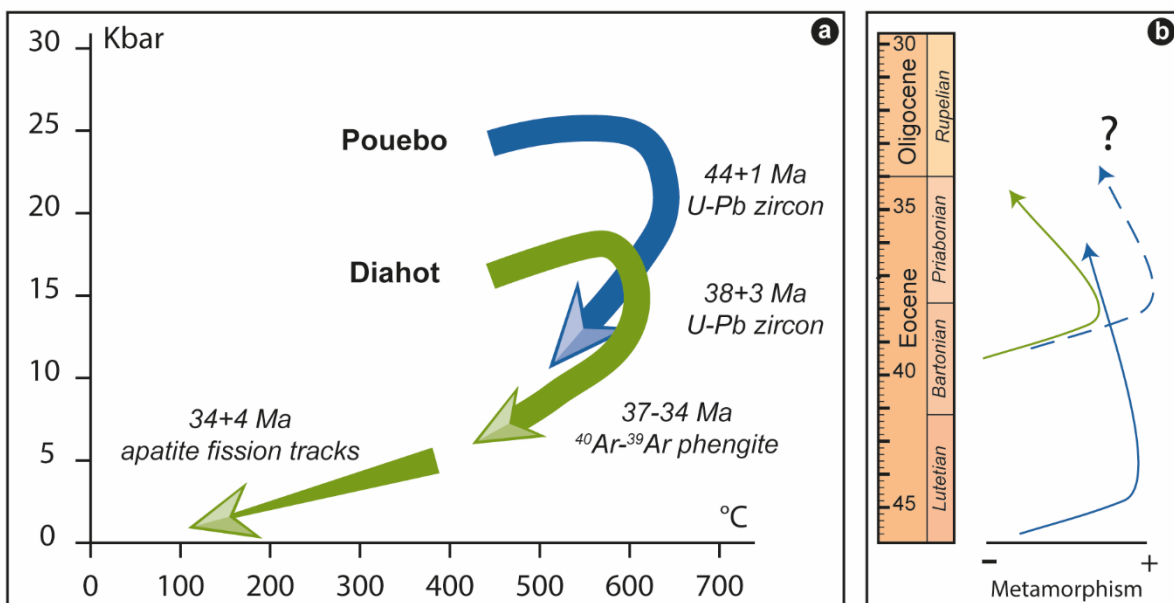 a
Kbar
30
25
20
15
10
5
0
Pouebo
Diahot
44+1 Ma
U-Pb zircon
38+3 Ma
U-Pb zircon
37-34 Ma
⁴⁰Ar-³⁹Ar phengite
34+4 Ma
apatite fission tracks
°C
0 100 200 300 400 500 600 700
b
30
35
40
45
Oligocene
Eocene
Rupelian
Priabonian
Bartonian
Lutetian
?
- +
Metamorphism